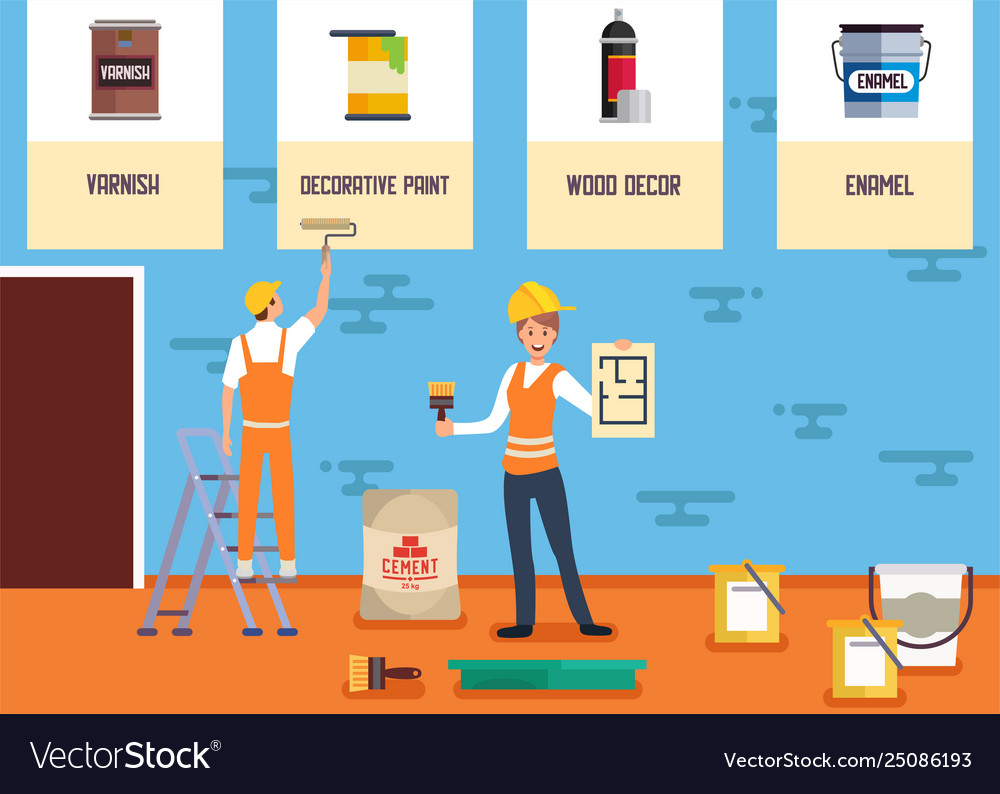 VARNISH
ENAMEL
VARNISH
DECORATIVE PAINT
WOOD DECOR
ENAMEL
CEMENT
25 kg
VectorStock®
VectorStock.com/25086193